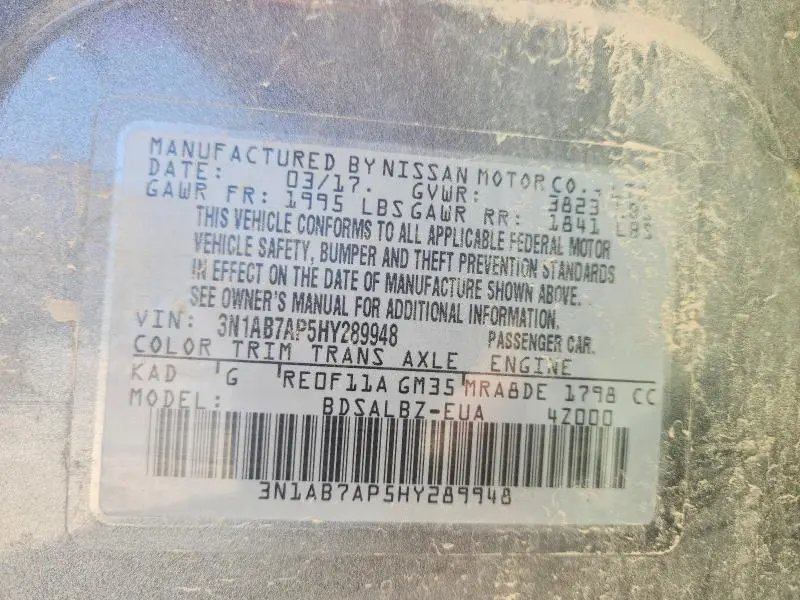 MANUFACTURED BY NISSAN MOTOR CO.,
DATE: 03/17. GVWR: 3823
GAWR FR: 1995 LBS GAWR RR: 1841 LBS
THIS VEHICLE CONFORMS TO ALL APPLICABLE FEDERAL MOTOR
VEHICLE SAFETY, BUMPER AND THEFT PREVENTION STANDARDS
IN EFFECT ON THE DATE OF MANUFACTURE SHOWN ABOVE.
SEE OWNER'S MANUAL FOR ADDITIONAL INFORMATION.
VIN: 3N1AB7AP5HY289948 PASSENGER CAR.
COLOR TRIM TRANS AXLE ENGINE
KAD G RE0F11A GM35 MRA8DE 1798 CC
MODEL: BDSALBZ-EUA 4Z000
3N1AB7AP5HY289948